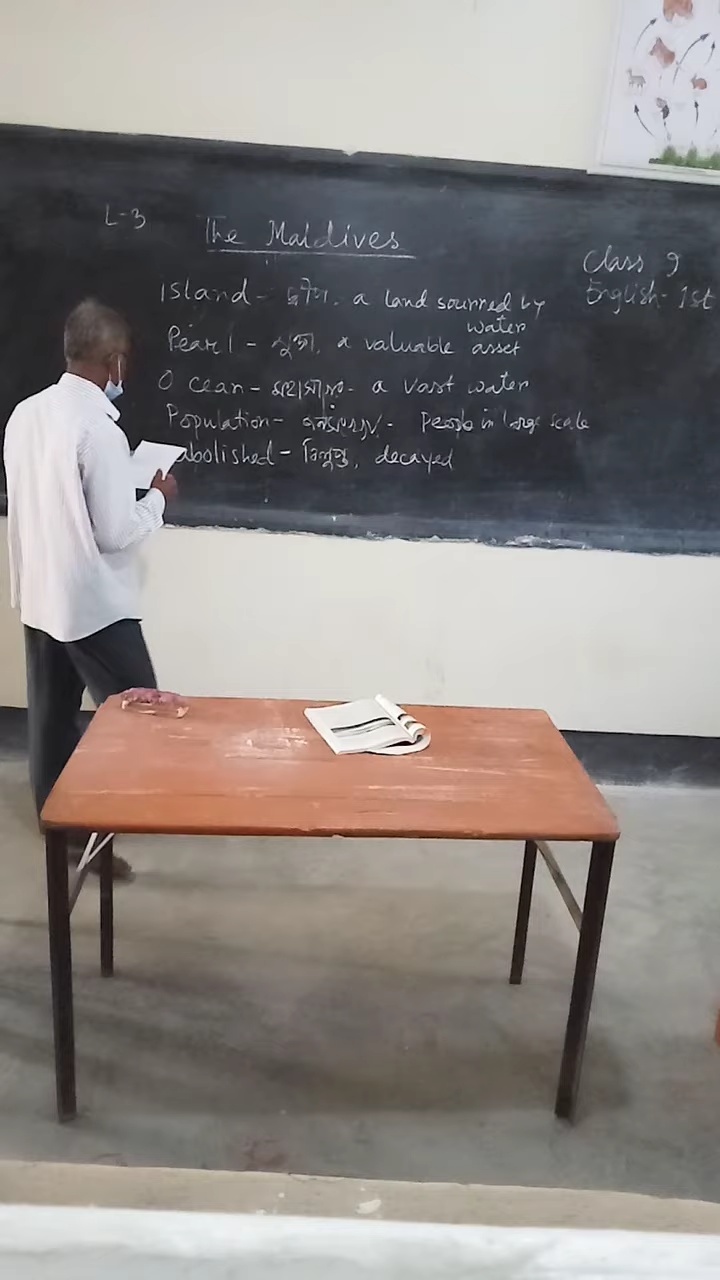 L-3
The Maldives
Class 9
English- 1st
Island - দ্বীপ, a land sourred by
water
Pearl - মুক্তা, a valuable asset
Ocean - মহাসাগর - a vast water
Population - জনসংখ্যা - People in large scale
abolished - বিলুপ্ত, decayed